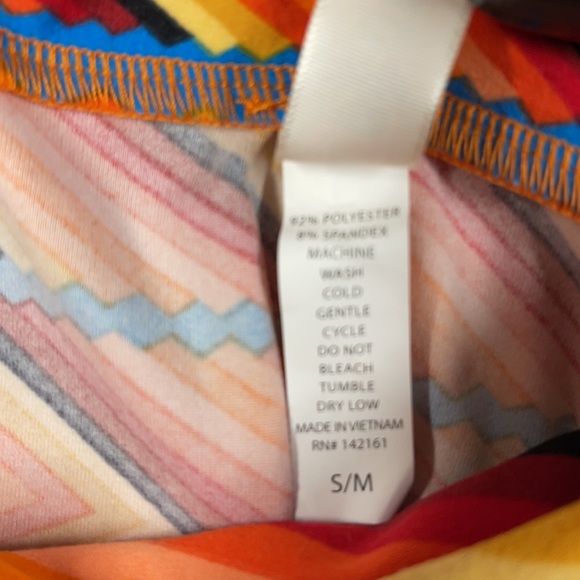 92% POLYESTER
8% SPANDEX
MACHINE
WASH
COLD
GENTLE
CYCLE
DO NOT
BLEACH
TUMBLE
DRY LOW
MADE IN VIETNAM
RN# 142161
S/M